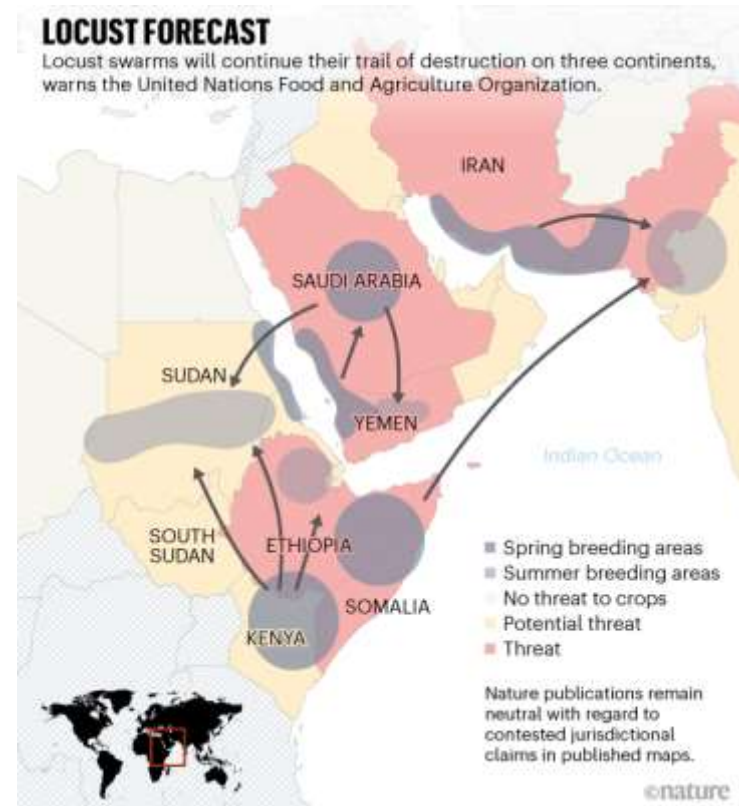 LOCUST FORECAST
Locust swarms will continue their trail of destruction on three continents,
warns the United Nations Food and Agriculture Organization.
IRAN
SAUDI ARABIA
SUDAN
YEMEN
Indian Ocean
SOUTH
SUDAN
ETHIOPIA
SOMALIA
KENYA
Spring breeding areas
Summer breeding areas
No threat to crops
Potential threat
Threat
Nature publications remain
neutral with regard to
contested jurisdictional
claims in published maps.
©nature